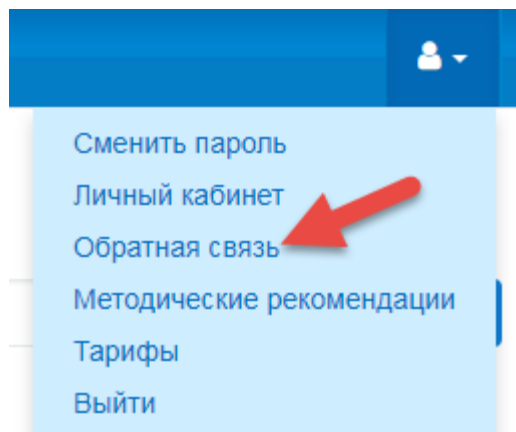 Сменить пароль
Личный кабинет
Обратная связь
Методические рекомендации
Тарифы
Выйти